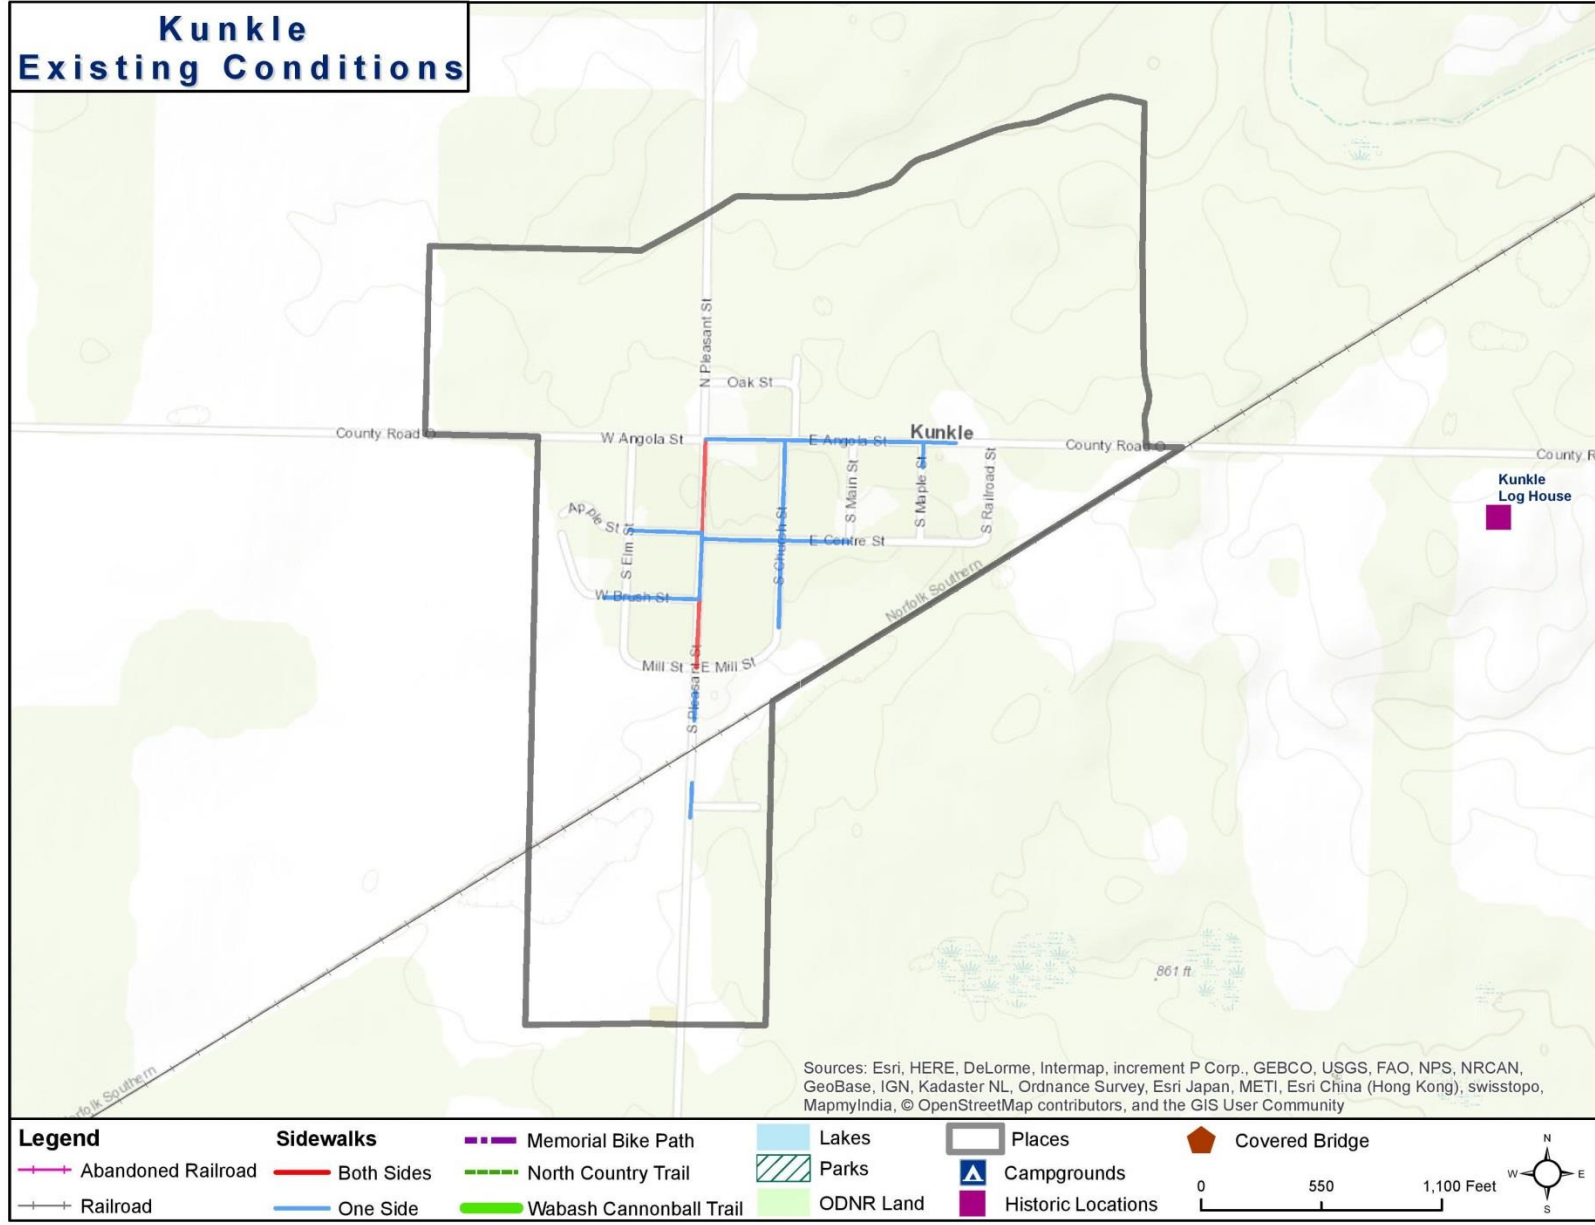 Kunkle
Existing Conditions
N Pleasant St
Oak St
County Road O
W Angola St
E Angola St
Kunkle
County Road O
County R
Kunkle
Log House
S Main St
S Maple St
S Railroad St
Apple St
S Elm St
S Church St
E Centre St
W Brush St
Norfolk Southern
Mill St
E Mill St
S Pleasant St
861 ft
orfolk Southern
Sources: Esri, HERE, DeLorme, Intermap, increment P Corp., GEBCO, USGS, FAO, NPS, NRCAN,
GeoBase, IGN, Kadaster NL, Ordnance Survey, Esri Japan, METI, Esri China (Hong Kong), swisstopo,
MapmyIndia, © OpenStreetMap contributors, and the GIS User Community
Legend
Abandoned Railroad
Railroad
Sidewalks
Both Sides
One Side
Memorial Bike Path
North Country Trail
Wabash Cannonball Trail
Lakes
Parks
ODNR Land
Places
Campgrounds
Historic Locations
Covered Bridge
0 550 1,100 Feet
N
W E
S